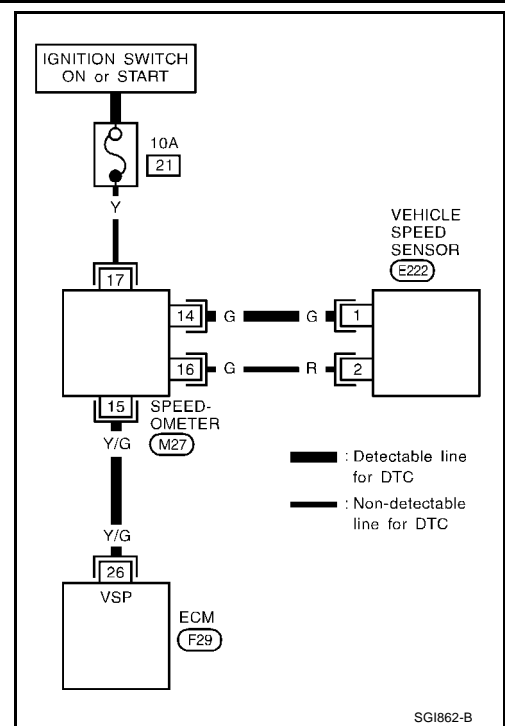 IGNITION SWITCH
ON or START
10A
21
Y
17
VEHICLE
SPEED
SENSOR
E222
14 G G 1
16 G R 2
15 SPEED-
OMETER
M27
Y/G
: Detectable line
for DTC
: Non-detectable
line for DTC
Y/G
26
VSP
ECM
F29
SGI862-B